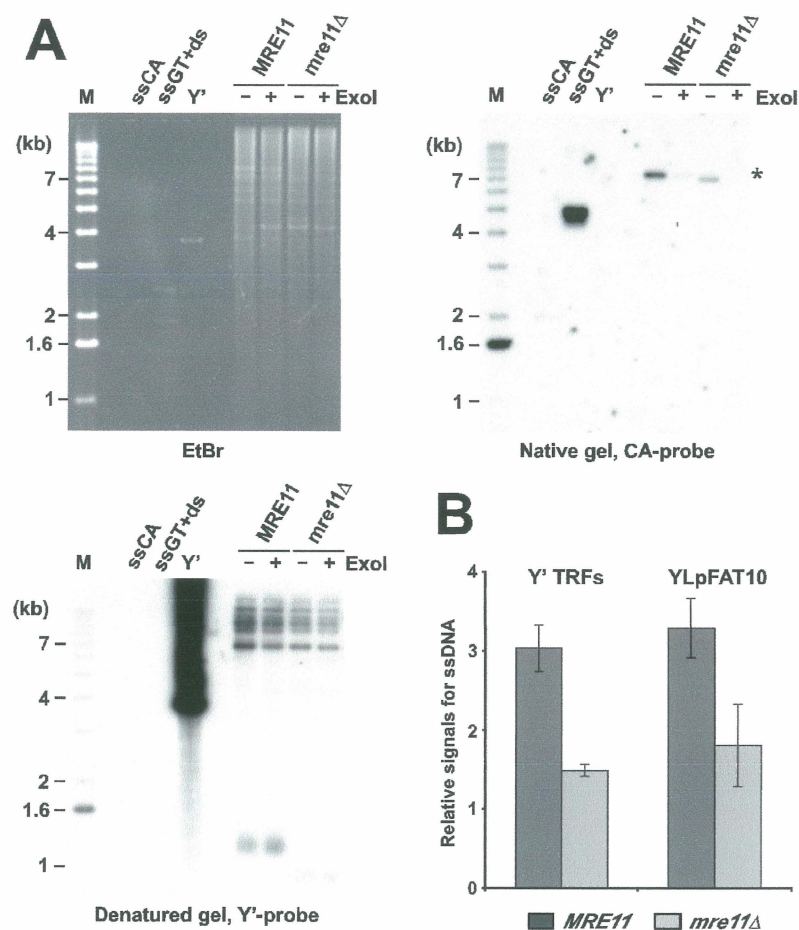 A
M ssCA ssGT+ds Y' MRE11 mre11Δ
– + – + ExoI
(kb)
7
4
2
1.6
1
EtBr
M ssCA ssGT+ds Y' MRE11 mre11Δ
– + – + ExoI
(kb)
7
*
4
2
1.6
1
Native gel, CA-probe
M ssCA ssGT+ds Y' MRE11 mre11Δ
– + – + ExoI
(kb)
7
4
2
1.6
1
Denatured gel, Y'-probe
B
Y' TRFs YLpFAT10
Relative signals for ssDNA
4
3
2
1
0
MRE11 mre11Δ